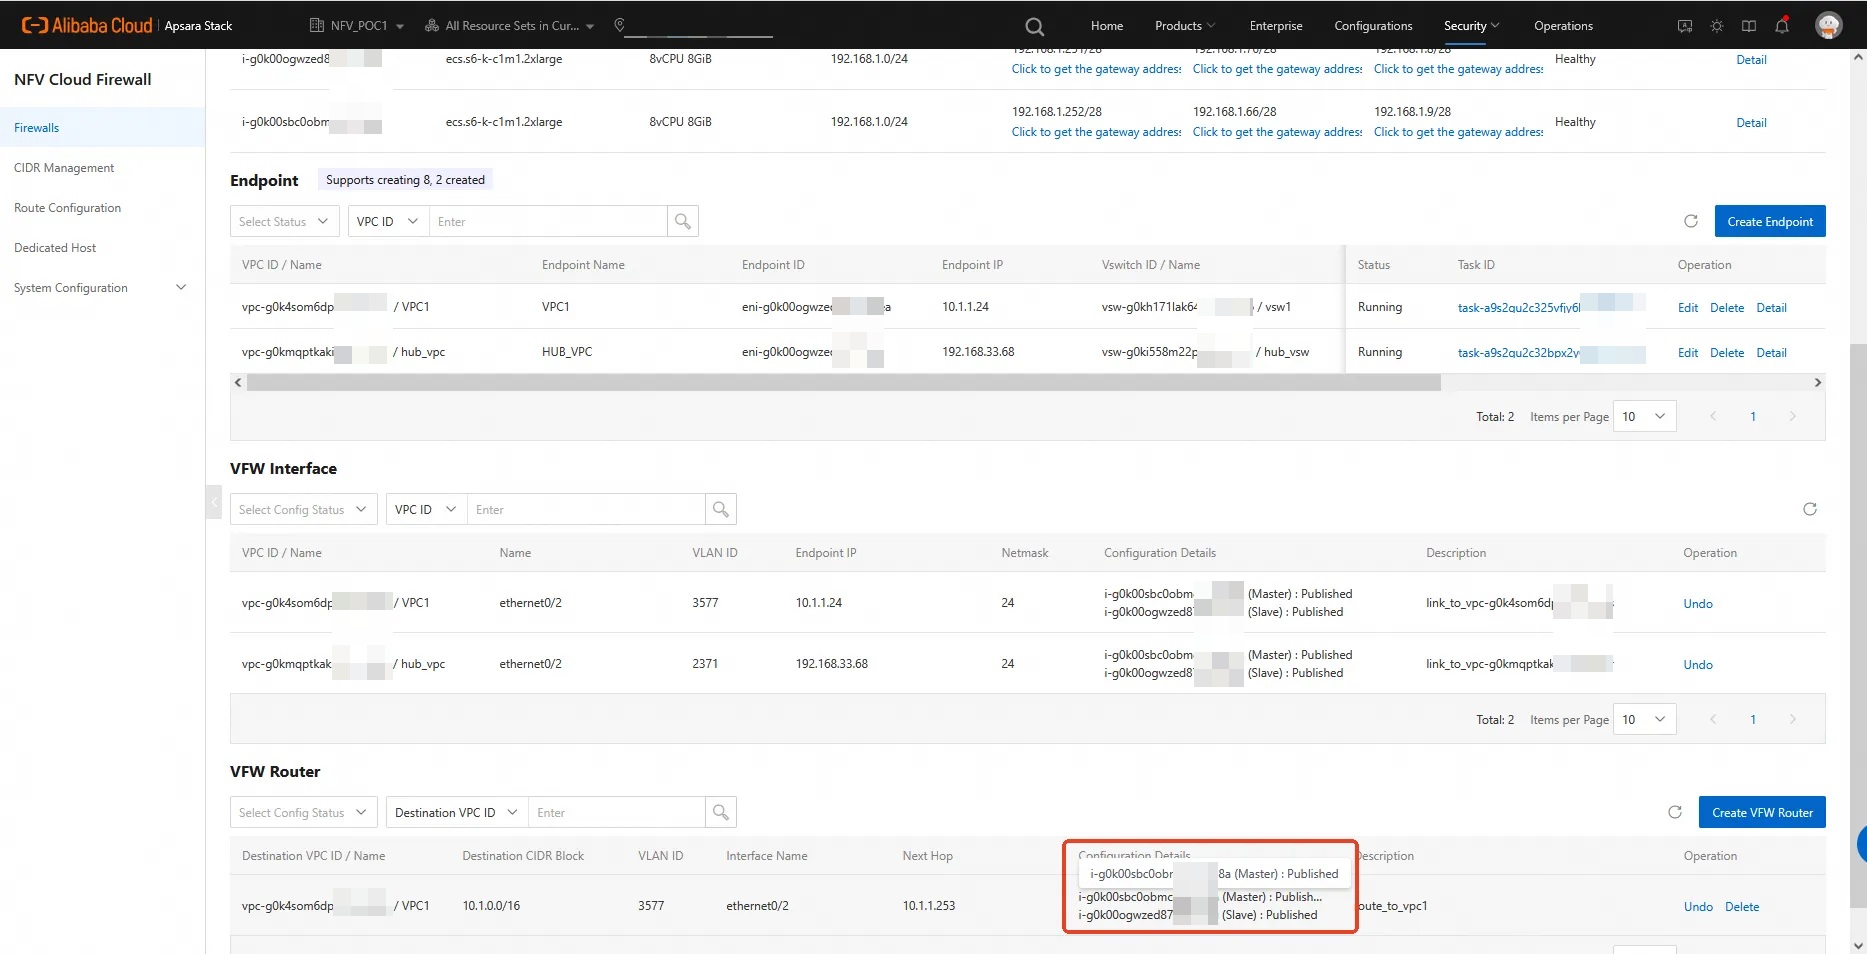 Alibaba Cloud | Apsara Stack
NFV_POC1
All Resource Sets in Cur...
Home
Products
Enterprise
Configurations
Security
Operations
NFV Cloud Firewall
Firewalls
CIDR Management
Route Configuration
Dedicated Host
System Configuration
i-g0k00ogwzed8 ecs.s6-k-c1m1.2xlarge 8vCPU 8GiB 192.168.1.0/24 Healthy Detail
Click to get the gateway address Click to get the gateway address Click to get the gateway address
192.168.1.252/28 192.168.1.66/28 192.168.1.9/28
i-g0k00sbc0obm ecs.s6-k-c1m1.2xlarge 8vCPU 8GiB 192.168.1.0/24 Healthy Detail
Click to get the gateway address Click to get the gateway address Click to get the gateway address
Endpoint Supports creating 8, 2 created
Select Status VPC ID Enter Create Endpoint
VPC ID / Name Endpoint Name Endpoint ID Endpoint IP Vswitch ID / Name Status Task ID Operation
vpc-g0k4som6dp / VPC1 VPC1 eni-g0k00ogwze a 10.1.1.24 vsw-g0kh171lak64 / vsw1 Running task-a9s2qu2c325vfjy6 Edit Delete Detail
vpc-g0kmqptkaki / hub_vpc HUB_VPC eni-g0k00ogwze 192.168.33.68 vsw-g0ki558m22p / hub_vsw Running task-a9s2qu2c32bpx2y Edit Delete Detail
Total: 2 Items per Page 10 1
VFW Interface
Select Config Status VPC ID Enter
VPC ID / Name Name VLAN ID Endpoint IP Netmask Configuration Details Description Operation
i-g0k00sbc0obm (Master) : Published
vpc-g0k4som6dp / VPC1 ethernet0/2 3577 10.1.1.24 24 link_to_vpc-g0k4som6dp Undo
i-g0k00ogwzed8 (Slave) : Published
i-g0k00sbc0obm (Master) : Published
vpc-g0kmqptkak / hub_vpc ethernet0/2 2371 192.168.33.68 24 link_to_vpc-g0kmqptkak Undo
i-g0k00ogwzed8 (Slave) : Published
Total: 2 Items per Page 10 1
VFW Router
Select Config Status Destination VPC ID Enter Create VFW Router
Destination VPC ID / Name Destination CIDR Block VLAN ID Interface Name Next Hop Configuration Details Description Operation
i-g0k00sbc0obr 8a (Master) : Published
i-g0k00sbc0obmc (Master) : Publish...
vpc-g0k4som6dp / VPC1 10.1.0.0/16 3577 ethernet0/2 10.1.1.253 route_to_vpc1 Undo Delete
i-g0k00ogwzed87 (Slave) : Published